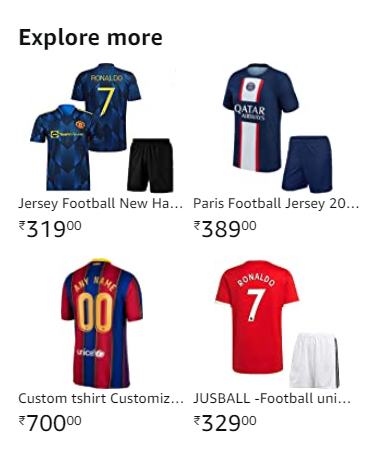 Explore more
RONALDO
7
QATAR
AIRWAYS
Jersey Football New Ha...
₹31900
Paris Football Jersey 20...
₹38900
ANY NAME
00
unicef
RONALDO
7
Custom tshirt Customiz...
₹70000
JUSBALL -Football uni...
₹32900